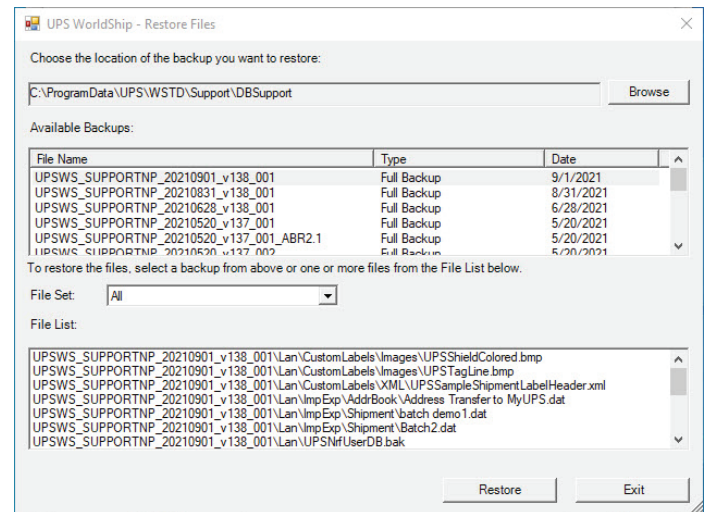 UPS WorldShip - Restore Files
Choose the location of the backup you want to restore:
C:\ProgramData\UPS\WSTD\Support\DBSupport
Browse
Available Backups:
File Name Type Date
UPSWS_SUPPORTNP_20210901_v138_001 Full Backup 9/1/2021
UPSWS_SUPPORTNP_20210831_v138_001 Full Backup 8/31/2021
UPSWS_SUPPORTNP_20210628_v138_001 Full Backup 6/28/2021
UPSWS_SUPPORTNP_20210520_v137_001 Full Backup 5/20/2021
UPSWS_SUPPORTNP_20210520_v137_001_ABR2.1 Full Backup 5/20/2021
UPSWS_SUPPORTNP_20210520_v137_002 Full Backup 5/20/2021
To restore the files, select a backup from above or one or more files from the File List below.
File Set: All
File List:
UPSWS_SUPPORTNP_20210901_v138_001\Lan\CustomLabels\Images\UPSShieldColored.bmp
UPSWS_SUPPORTNP_20210901_v138_001\Lan\CustomLabels\Images\UPSTagLine.bmp
UPSWS_SUPPORTNP_20210901_v138_001\Lan\CustomLabels\XML\UPSSampleShipmentLabelHeader.xml
UPSWS_SUPPORTNP_20210901_v138_001\Lan\ImpExp\AddrBook\Address Transfer to MyUPS.dat
UPSWS_SUPPORTNP_20210901_v138_001\Lan\ImpExp\Shipment\batch demo1.dat
UPSWS_SUPPORTNP_20210901_v138_001\Lan\ImpExp\Shipment\Batch2.dat
UPSWS_SUPPORTNP_20210901_v138_001\Lan\UPSNrfUserDB.bak
Restore Exit